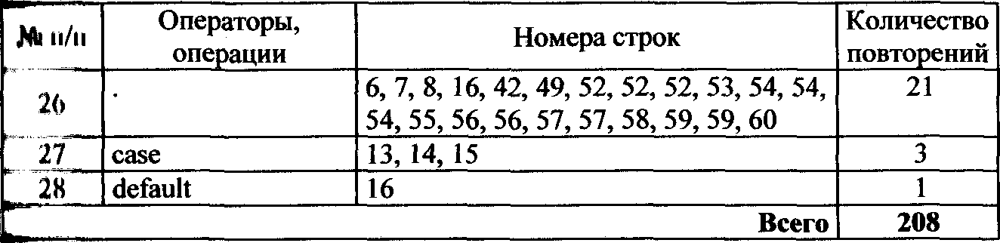 № п/п
Операторы,
операции
Номера строк
Количество
повторений
26
.
6, 7, 8, 16, 42, 49, 52, 52, 52, 53, 54, 54,
54, 55, 56, 56, 57, 57, 58, 59, 59, 60
21
27
case
13, 14, 15
3
28
default
16
1
Всего
208